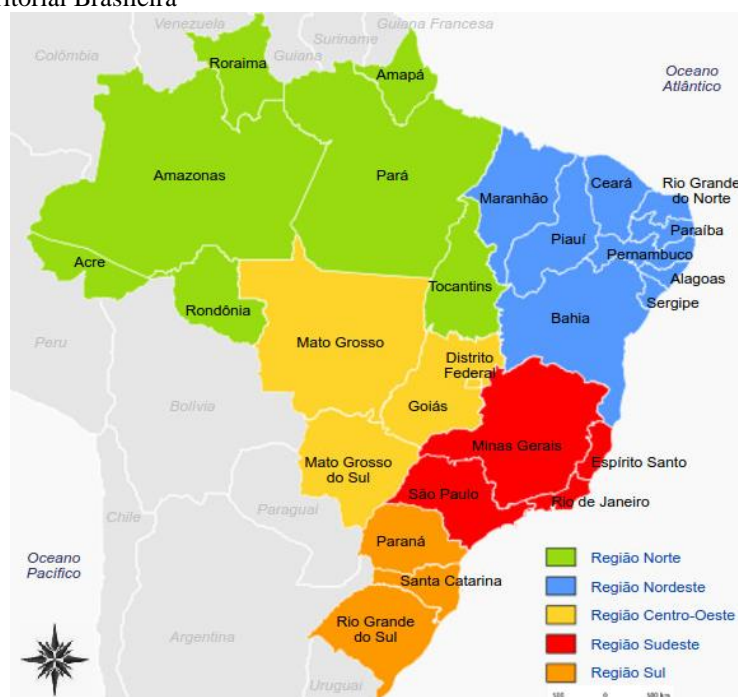 ritorial Brasileira
Venezuela
Suriname
Guiana Francesa
Colômbia
Guiana
Roraima
Amapá
Oceano
Atlântico
Amazonas
Pará
Maranhão
Ceará
Rio Grande
do Norte
Piauí
Paraíba
Pernambuco
Alagoas
Sergipe
Acre
Rondônia
Tocantins
Bahia
Peru
Mato Grosso
Distrito
Federal
Goiás
Bolívia
Minas Gerais
Espírito Santo
Mato Grosso
do Sul
São Paulo
Rio de Janeiro
Paraguai
Chile
Paraná
Santa Catarina
Rio Grande
do Sul
Oceano
Pacífico
Argentina
Uruguai
Região Norte
Região Nordeste
Região Centro-Oeste
Região Sudeste
Região Sul